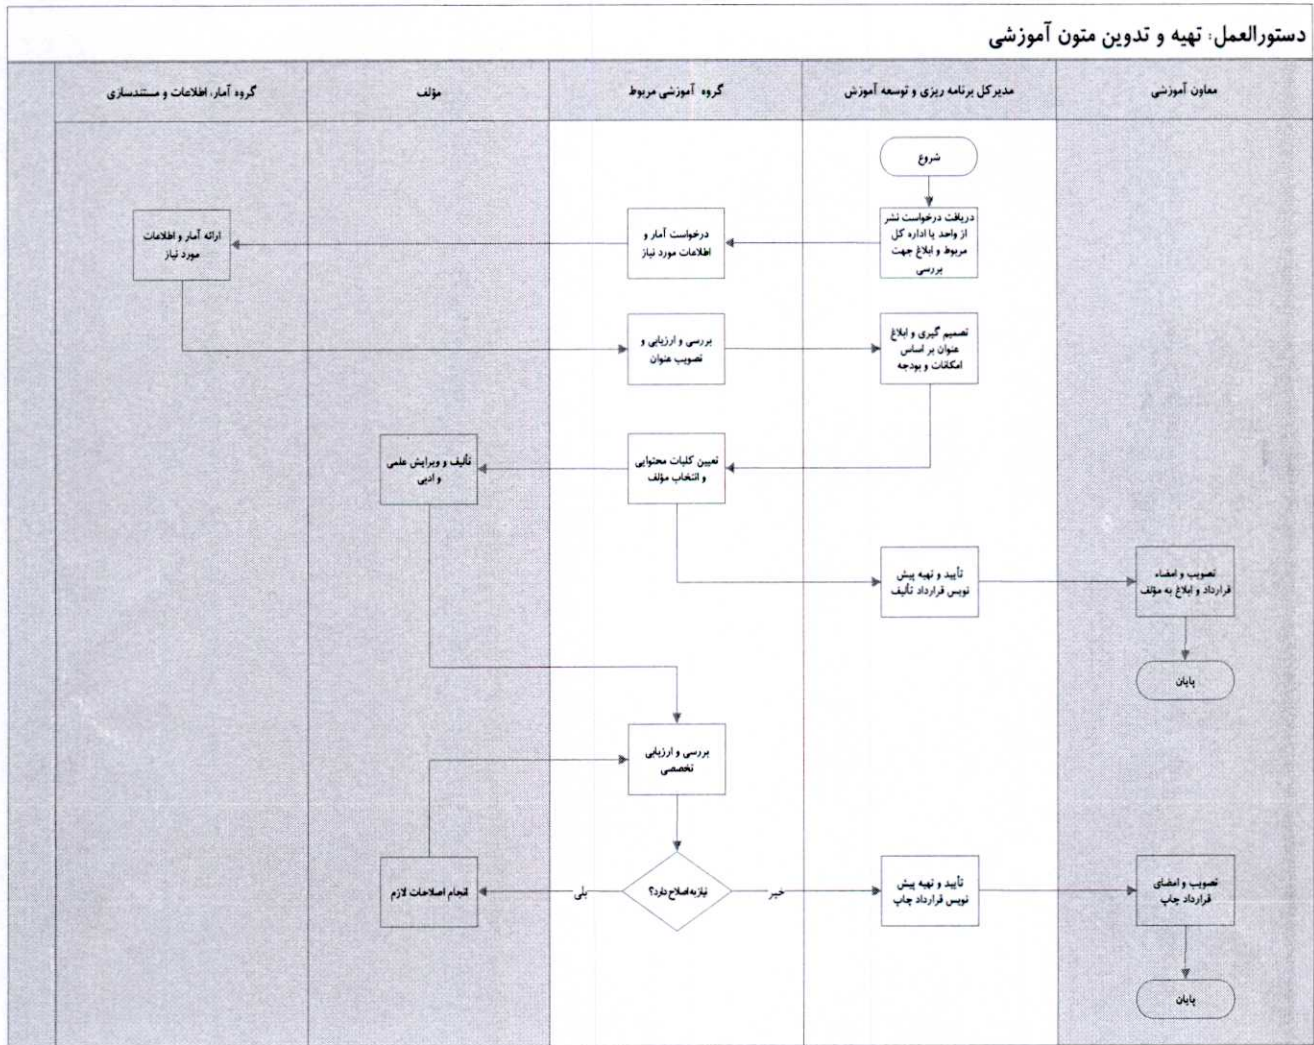 دستورالعمل: تهیه و تدوین متون آموزشی
معاون آموزشی
مدیرکل برنامه ریزی و توسعه آموزش
گروه آموزشی مربوط
مؤلف
گروه آمار، اطلاعات و مستندسازی
شروع
دریافت درخواست نشر
از واحد یا اداره کل
مربوط و ابلاغ جهت
بررسی
درخواست آمار و
اطلاعات مورد نیاز
ارائه آمار و اطلاعات
مورد نیاز
بررسی و ارزیابی و
تصویب عنوان
تصمیم گیری و ابلاغ
عنوان بر اساس
امکانات و بودجه
تعیین کلیات محتوایی
و انتخاب مؤلف
تألیف و ویرایش علمی
و ادبی
تأیید و تهیه پیش
نویس قرارداد تألیف
تصویب و امضاء
قرارداد و ابلاغ به مؤلف
پایان
بررسی و ارزیابی
تخصصی
نیاز به اصلاح دارد؟
بلی
انجام اصلاحات لازم
خیر
تأیید و تهیه پیش
نویس قرارداد چاپ
تصویب و امضای
قرارداد چاپ
پایان